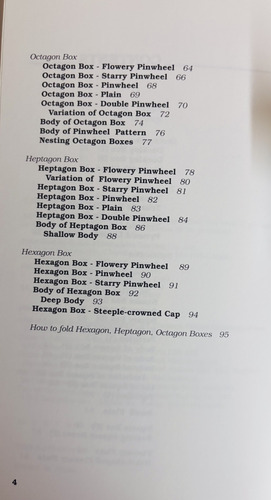 Octagon Box
Octagon Box - Flowery Pinwheel 64
Octagon Box - Starry Pinwheel 66
Octagon Box - Pinwheel 68
Octagon Box - Plain 69
Octagon Box - Double Pinwheel 70
Variation of Octagon Box 72
Body of Octagon Box 74
Body of Pinwheel Pattern 76
Nesting Octagon Boxes 77
Heptagon Box
Heptagon Box - Flowery Pinwheel 78
Variation of Flowery Pinwheel 80
Heptagon Box - Starry Pinwheel 81
Heptagon Box - Pinwheel 82
Heptagon Box - Plain 83
Heptagon Box - Double Pinwheel 84
Body of Heptagon Box 86
Shallow Body 88
Hexagon Box
Hexagon Box - Flowery Pinwheel 89
Hexagon Box - Pinwheel 90
Hexagon Box - Starry Pinwheel 91
Body of Hexagon Box 92
Deep Body 93
Hexagon Box - Steeple-crowned Cap 94
How to fold Hexagon, Heptagon, Octagon Boxes 95
4